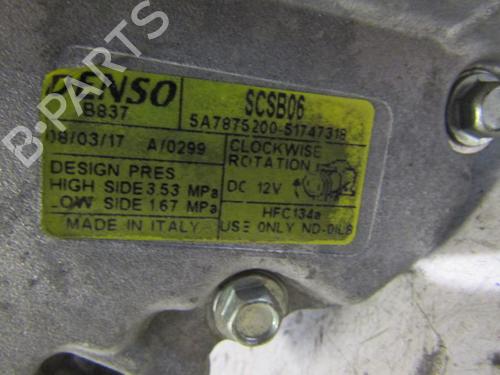 B-PARTS
DENSO
B837
SCSB06
5A7875200-51747318
08/03/17 A/0299
CLOCKWISE
ROTATION
DESIGN PRES
HIGH SIDE 3.53 MPa
LOW SIDE 1.67 MPa
DC 12V
HFC134a
MADE IN ITALY
USE ONLY ND-OIL8